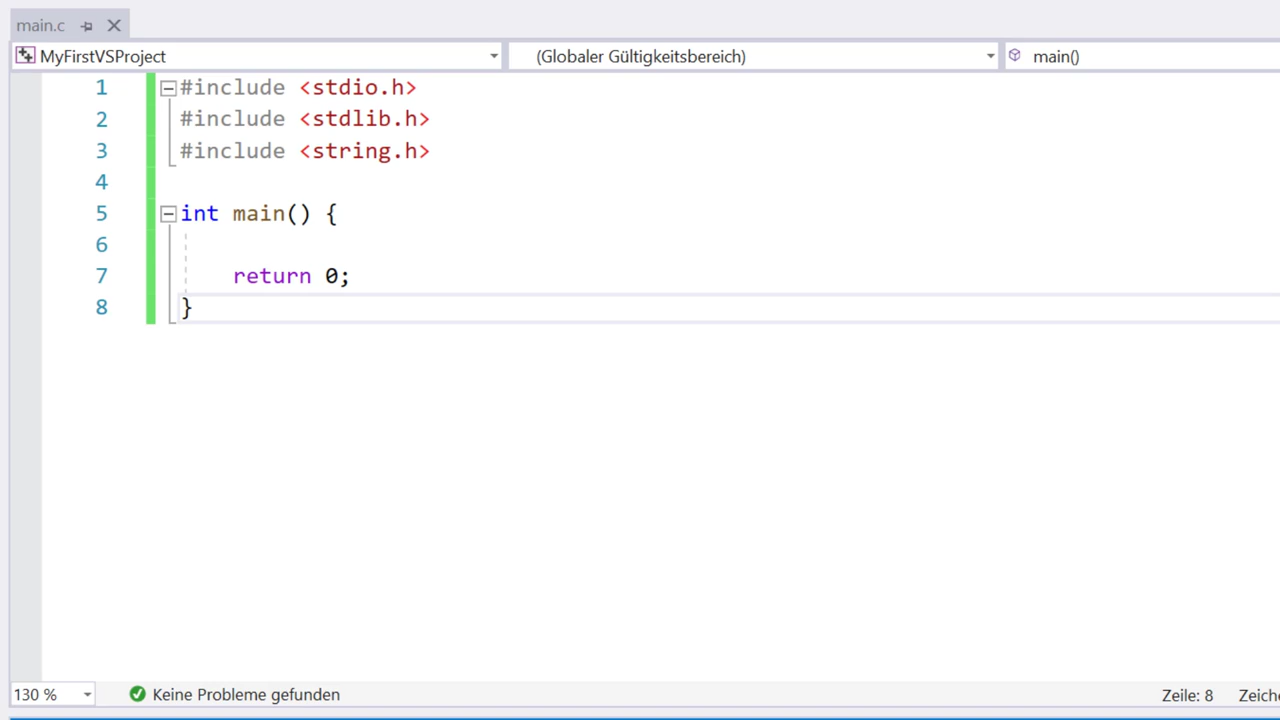 main.c
MyFirstVSProject (Globaler Gültigkeitsbereich) main()
1 #include <stdio.h>
2 #include <stdlib.h>
3 #include <string.h>
4
5 int main() {
6
7 return 0;
8 }
130 % Keine Probleme gefunden Zeile: 8